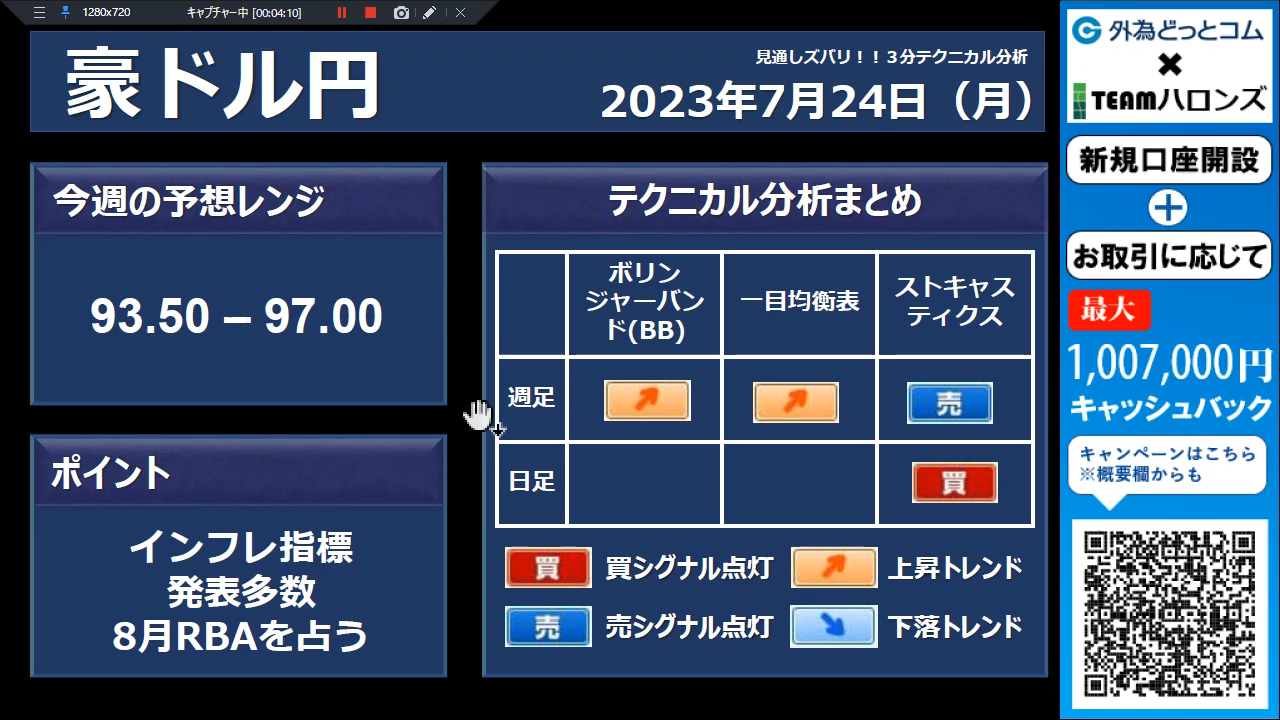 1280x720
キャプチャー中 [00:04:10]
豪ドル円
見通しズバリ！！３分テクニカル分析
2023年7月24日（月）
今週の予想レンジ
93.50 – 97.00
ポイント
インフレ指標
発表多数
8月RBAを占う
テクニカル分析まとめ
ボリン
ジャーバン
ド(BB)
一目均衡表
ストキャス
ティクス
週足
売
日足
買
買 買シグナル点灯 上昇トレンド
売 売シグナル点灯 下落トレンド
外為どっとコム
×
TEAMハロンズ
新規口座開設
+
お取引に応じて
最大
1,007,000円
キャッシュバック
キャンペーンはこちら
※概要欄からも